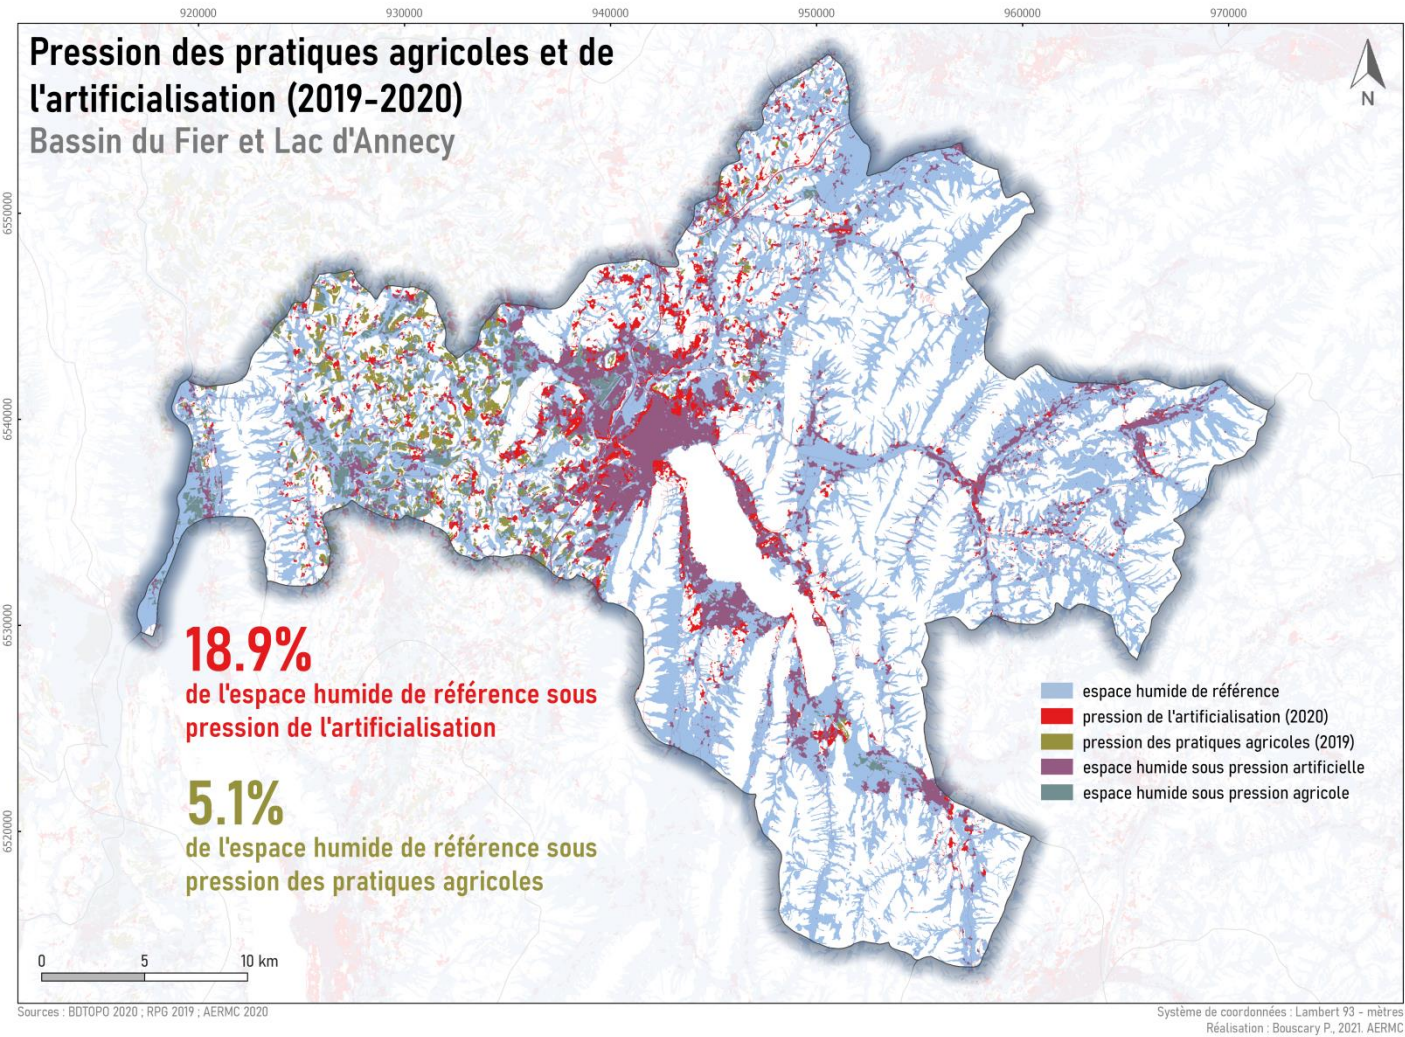 920000 930000 940000 950000 960000 970000
Pression des pratiques agricoles et de
l'artificialisation (2019-2020)
Bassin du Fier et Lac d'Annecy
N
6550000
6540000
6530000
6520000
18.9%
de l'espace humide de référence sous
pression de l'artificialisation
5.1%
de l'espace humide de référence sous
pression des pratiques agricoles
espace humide de référence
pression de l'artificialisation (2020)
pression des pratiques agricoles (2019)
espace humide sous pression artificielle
espace humide sous pression agricole
0 5 10 km
Sources : BDTOPO 2020 ; RPG 2019 ; AERMC 2020
Système de coordonnées : Lambert 93 - mètres
Réalisation : Bouscary P., 2021. AERMC